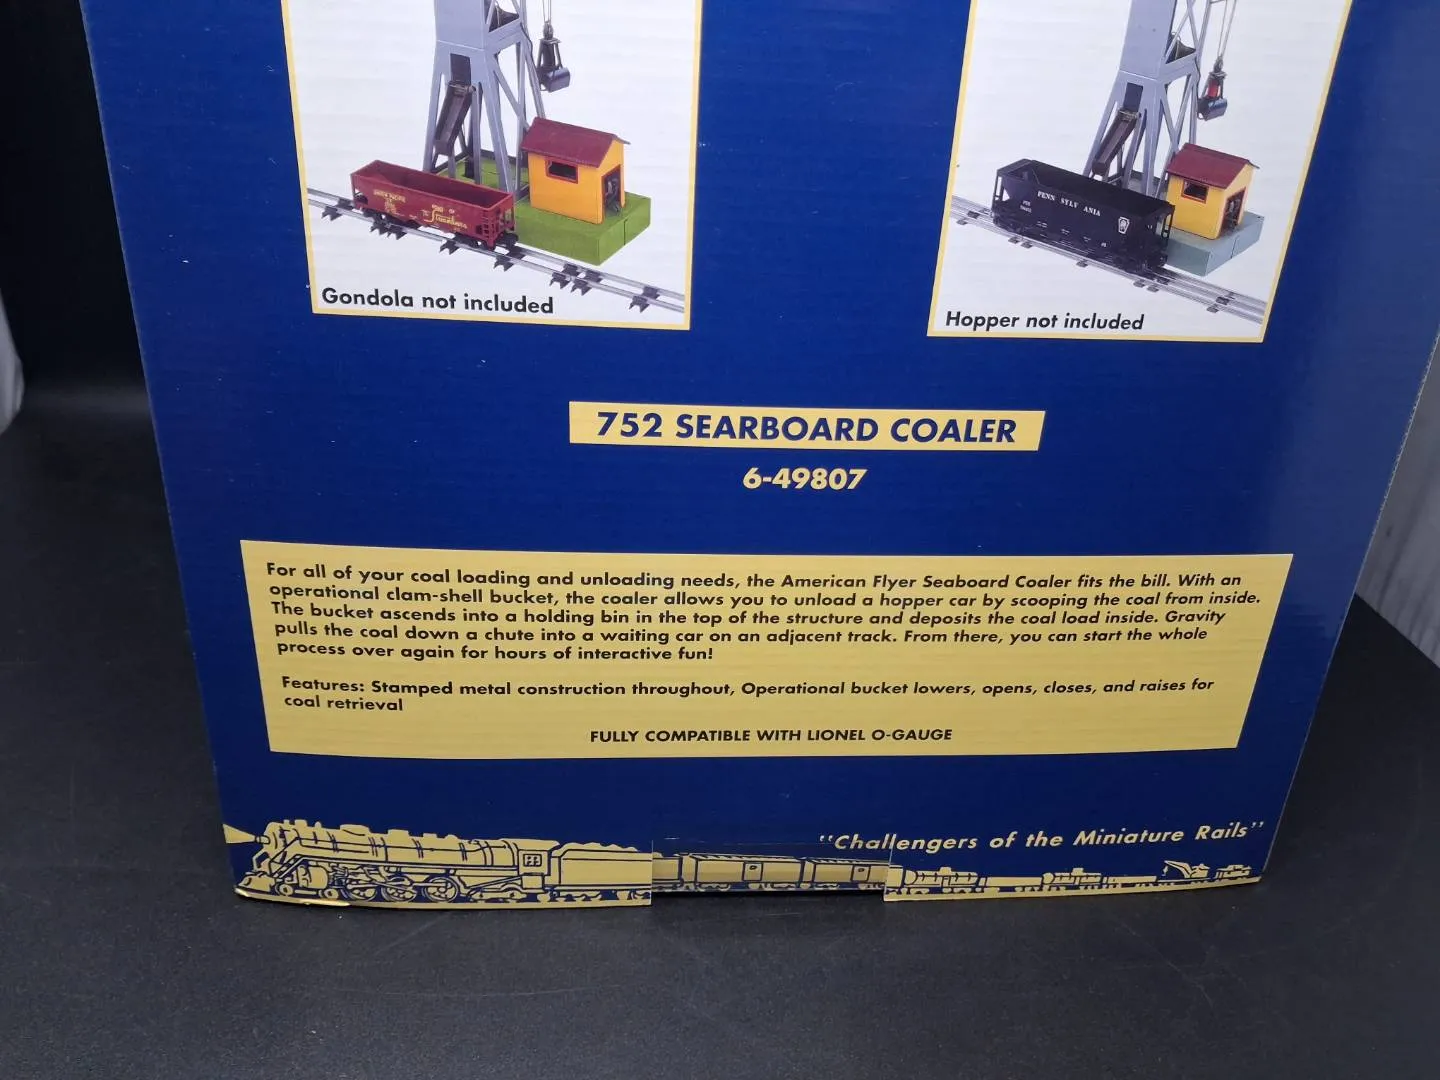 Gondola not included
Hopper not included
PENN SYLV ANIA
752 SEARBOARD COALER
6-49807
For all of your coal loading and unloading needs, the American Flyer Seaboard Coaler fits the bill. With an
operational clam-shell bucket, the coaler allows you to unload a hopper car by scooping the coal from inside.
The bucket ascends into a holding bin in the top of the structure and deposits the coal load inside. Gravity
pulls the coal down a chute into a waiting car on an adjacent track. From there, you can start the whole
process over again for hours of interactive fun!
Features: Stamped metal construction throughout, Operational bucket lowers, opens, closes, and raises for
coal retrieval
FULLY COMPATIBLE WITH LIONEL O-GAUGE
"Challengers of the Miniature Rails"